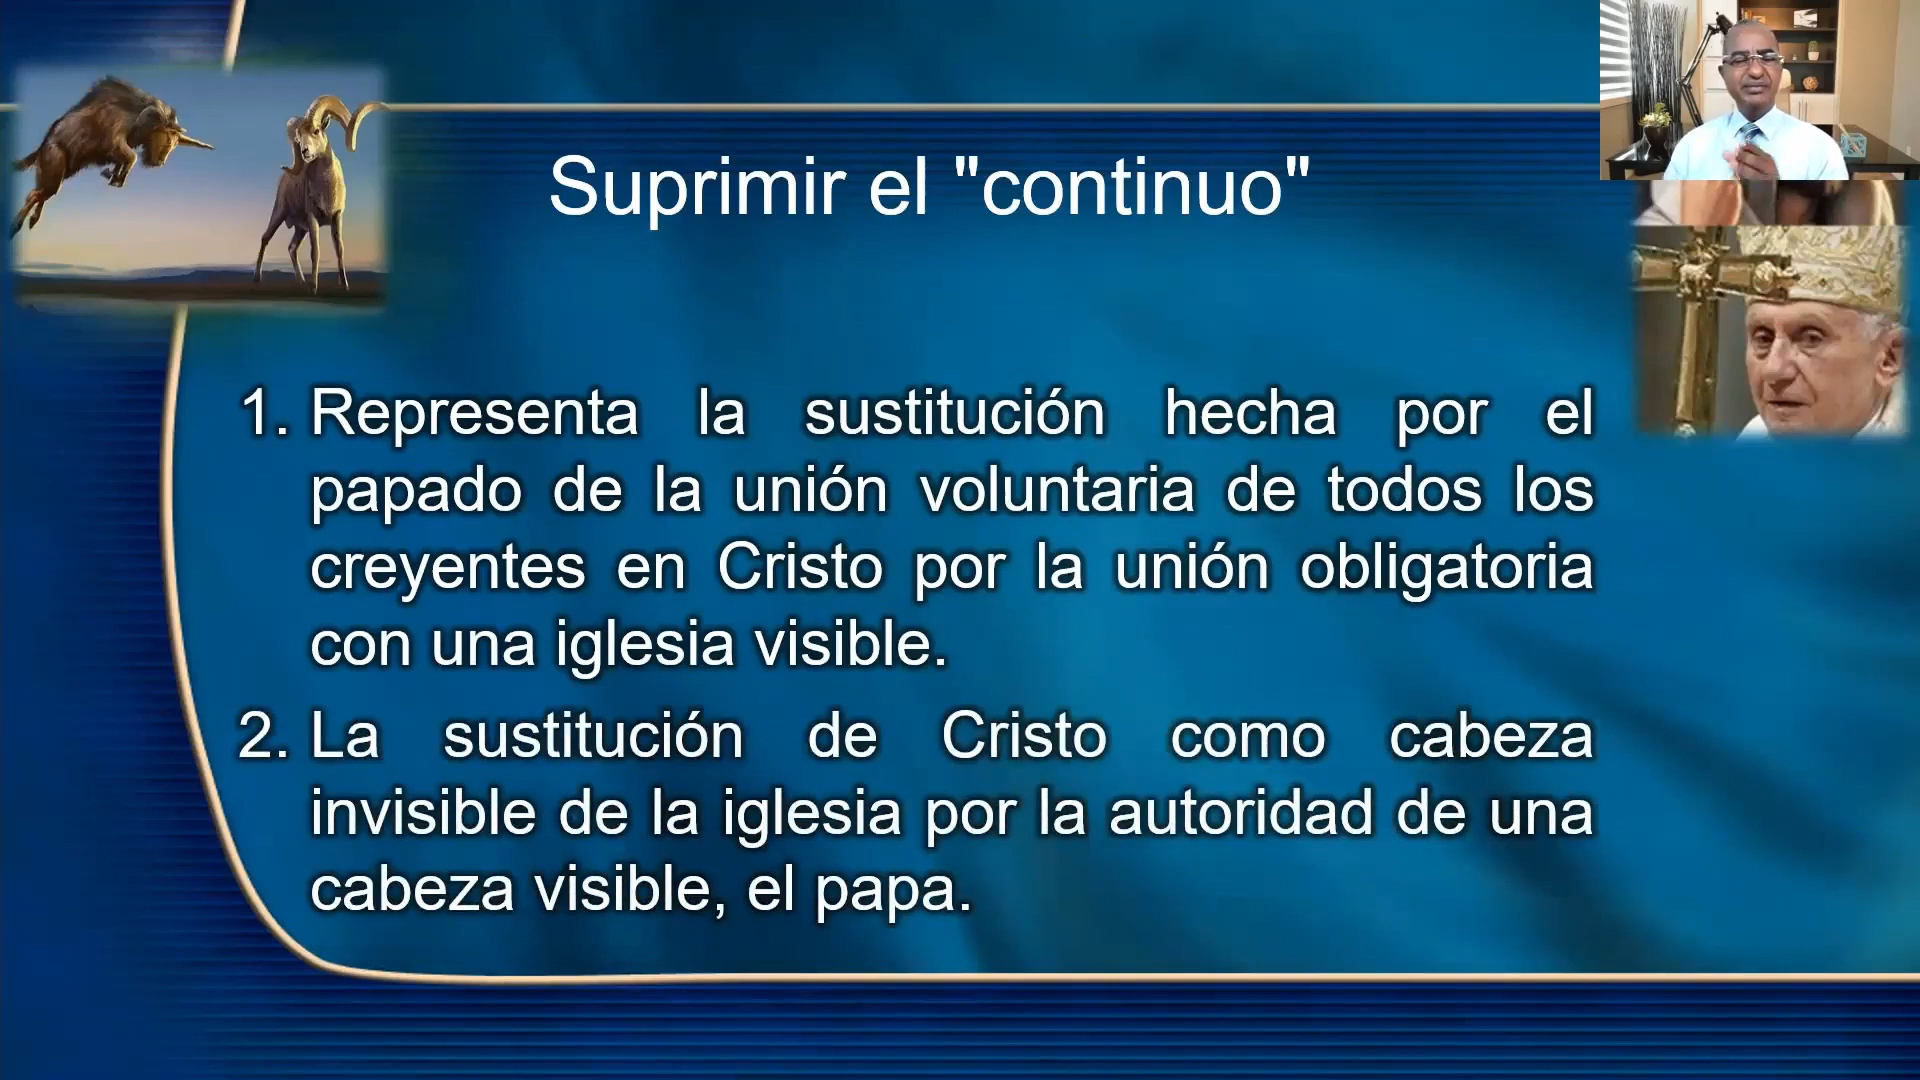 Suprimir el "continuo"
1. Representa la sustitución hecha por el
papado de la unión voluntaria de todos los
creyentes en Cristo por la unión obligatoria
con una iglesia visible.
2. La sustitución de Cristo como cabeza
invisible de la iglesia por la autoridad de una
cabeza visible, el papa.